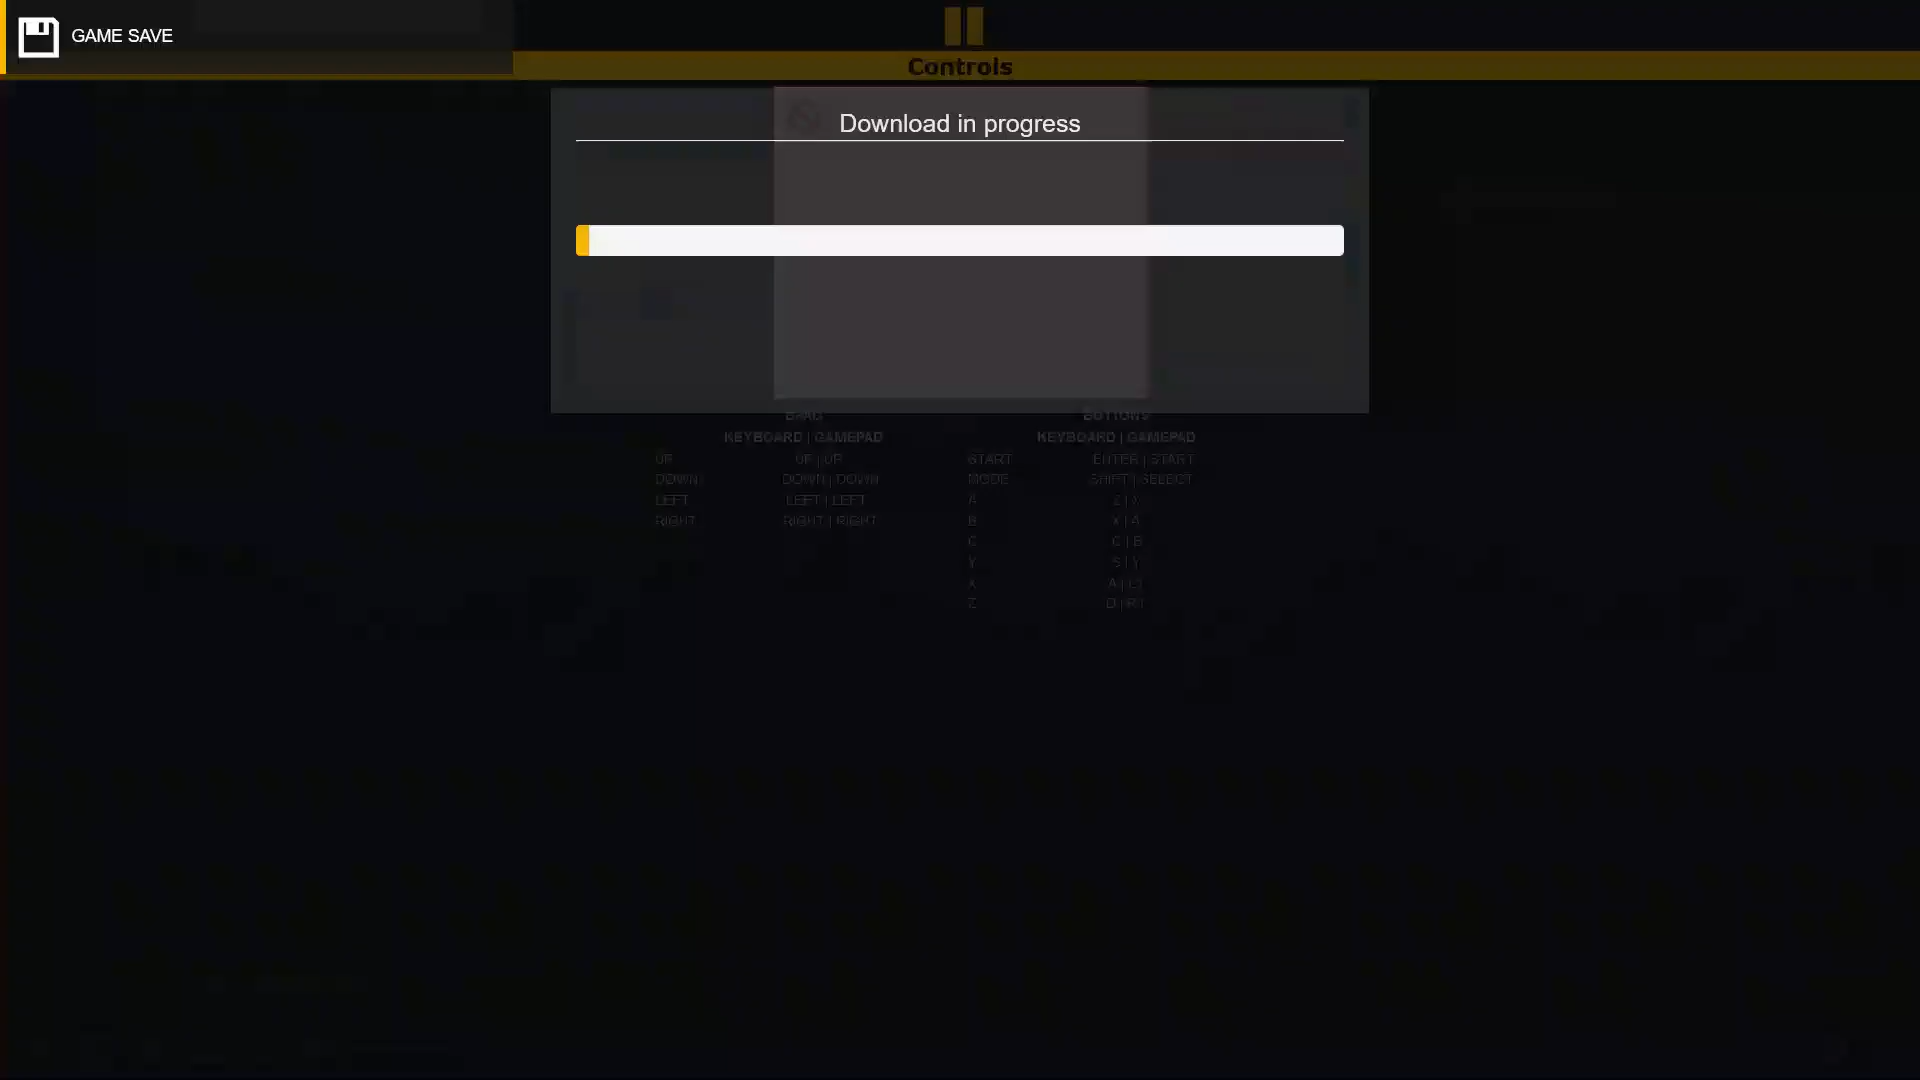 GAME SAVE
Controls
Download in progress
BUTTONS
KEYBOARD | GAMEPAD KEYBOARD | GAMEPAD
UP UP | UP START ENTER | START
DOWN DOWN | DOWN MODE SHIFT | SELECT
LEFT LEFT | LEFT A
RIGHT RIGHT | RIGHT B X | A
C C | B
Y S | Y
X
Z